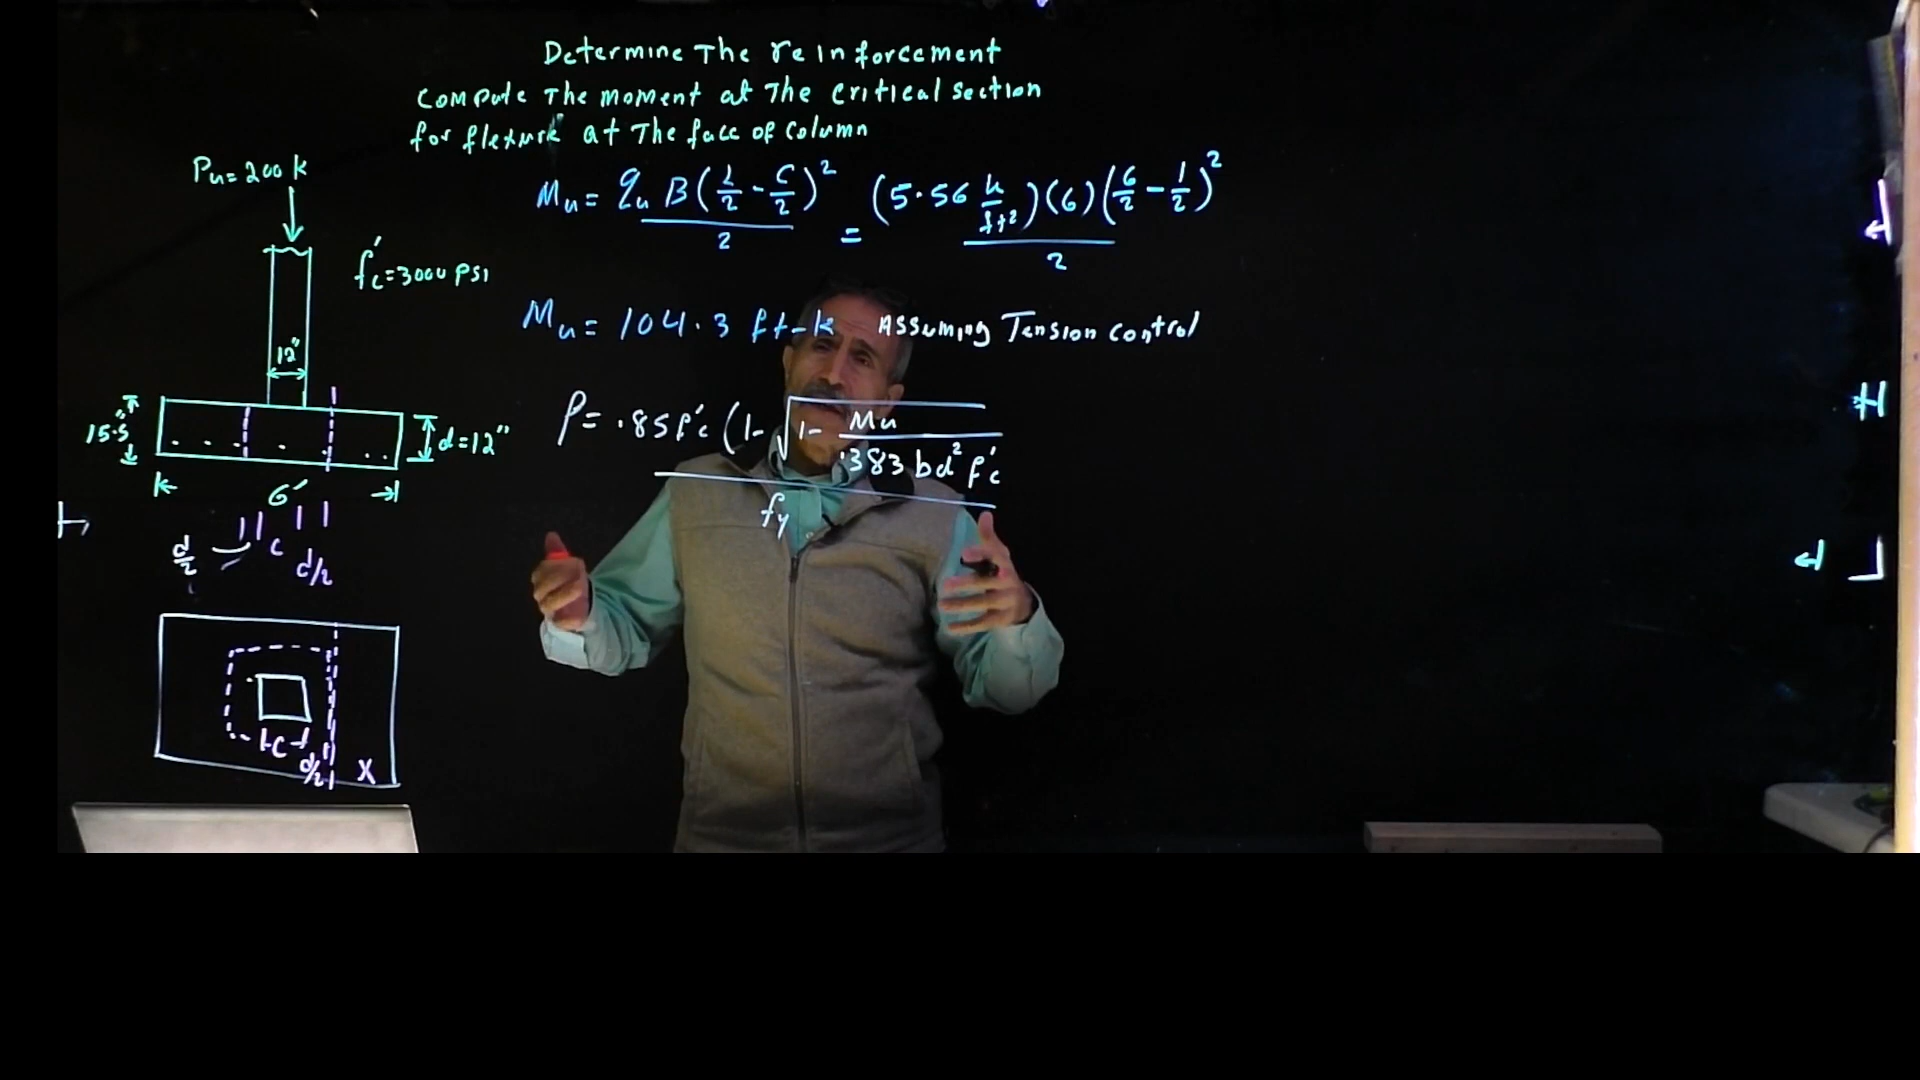 Determine The reinforcement
Compute The moment at The critical section
for flexure at The face of column
Pu=200 k
Mu= qu B(L/2 - C/2)² / 2 = (5.56 k/ft²)(6)(6/2 - 1/2)² / 2
f'c=3000 psi
Mu= 104.3 ft-k Assuming Tension control
12"
15.5"
d=12"
ρ= .85f'c (1-√1- Mu / .383 bd² f'c / fy
6'
d/2 c d/2
C
d/2 X